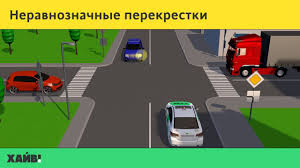 Неравнозначные перекрестки
ХАЙВ